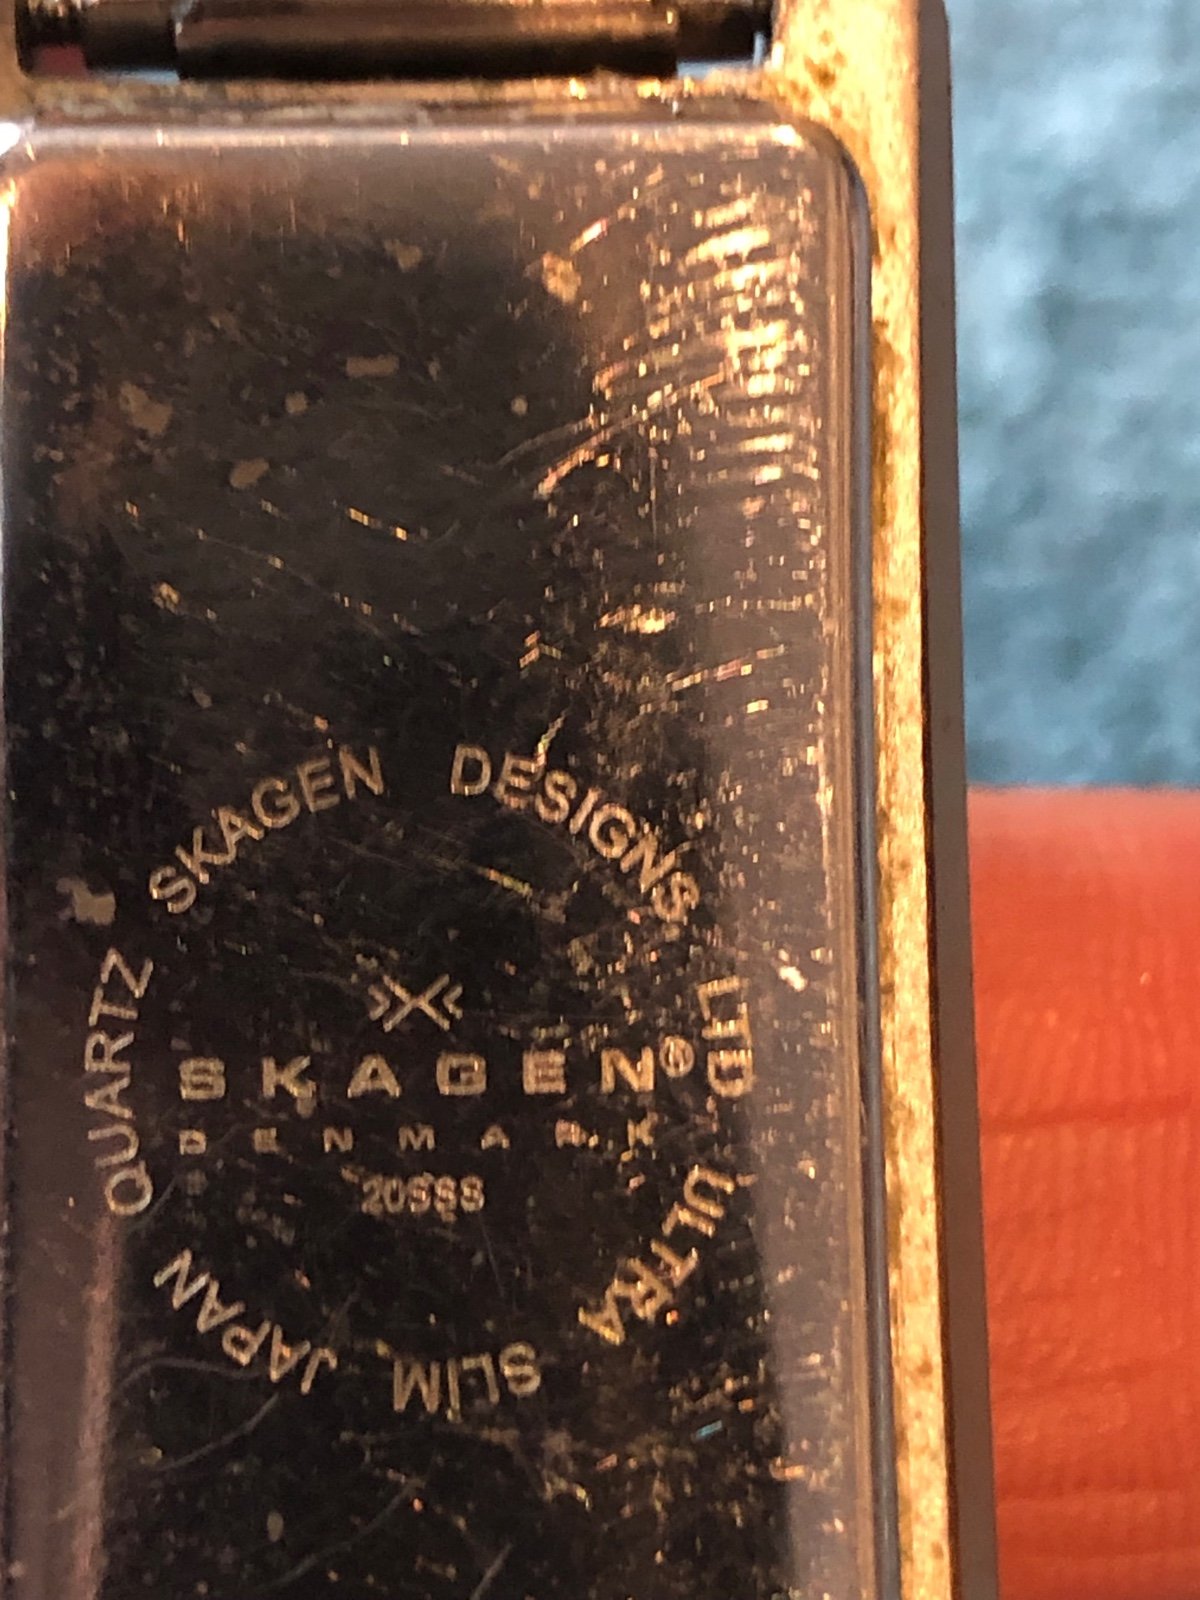 SKAGEN DESIGNS LTD ULTRA SLIM JAPAN QUARTZ
SKAGEN®
DENMARK
20SSS